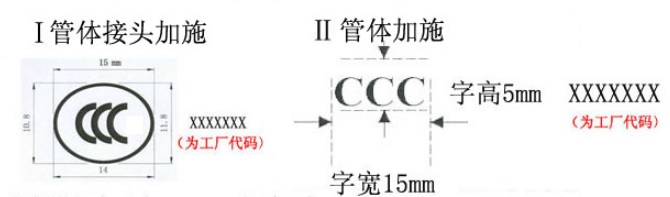 Ⅰ管体接头加施
15 mm
10.8
CCC
11.8
XXXXXXX
(为工厂代码)
14
Ⅱ 管体加施
CCC
字高5mm
XXXXXXX
(为工厂代码)
字宽15mm